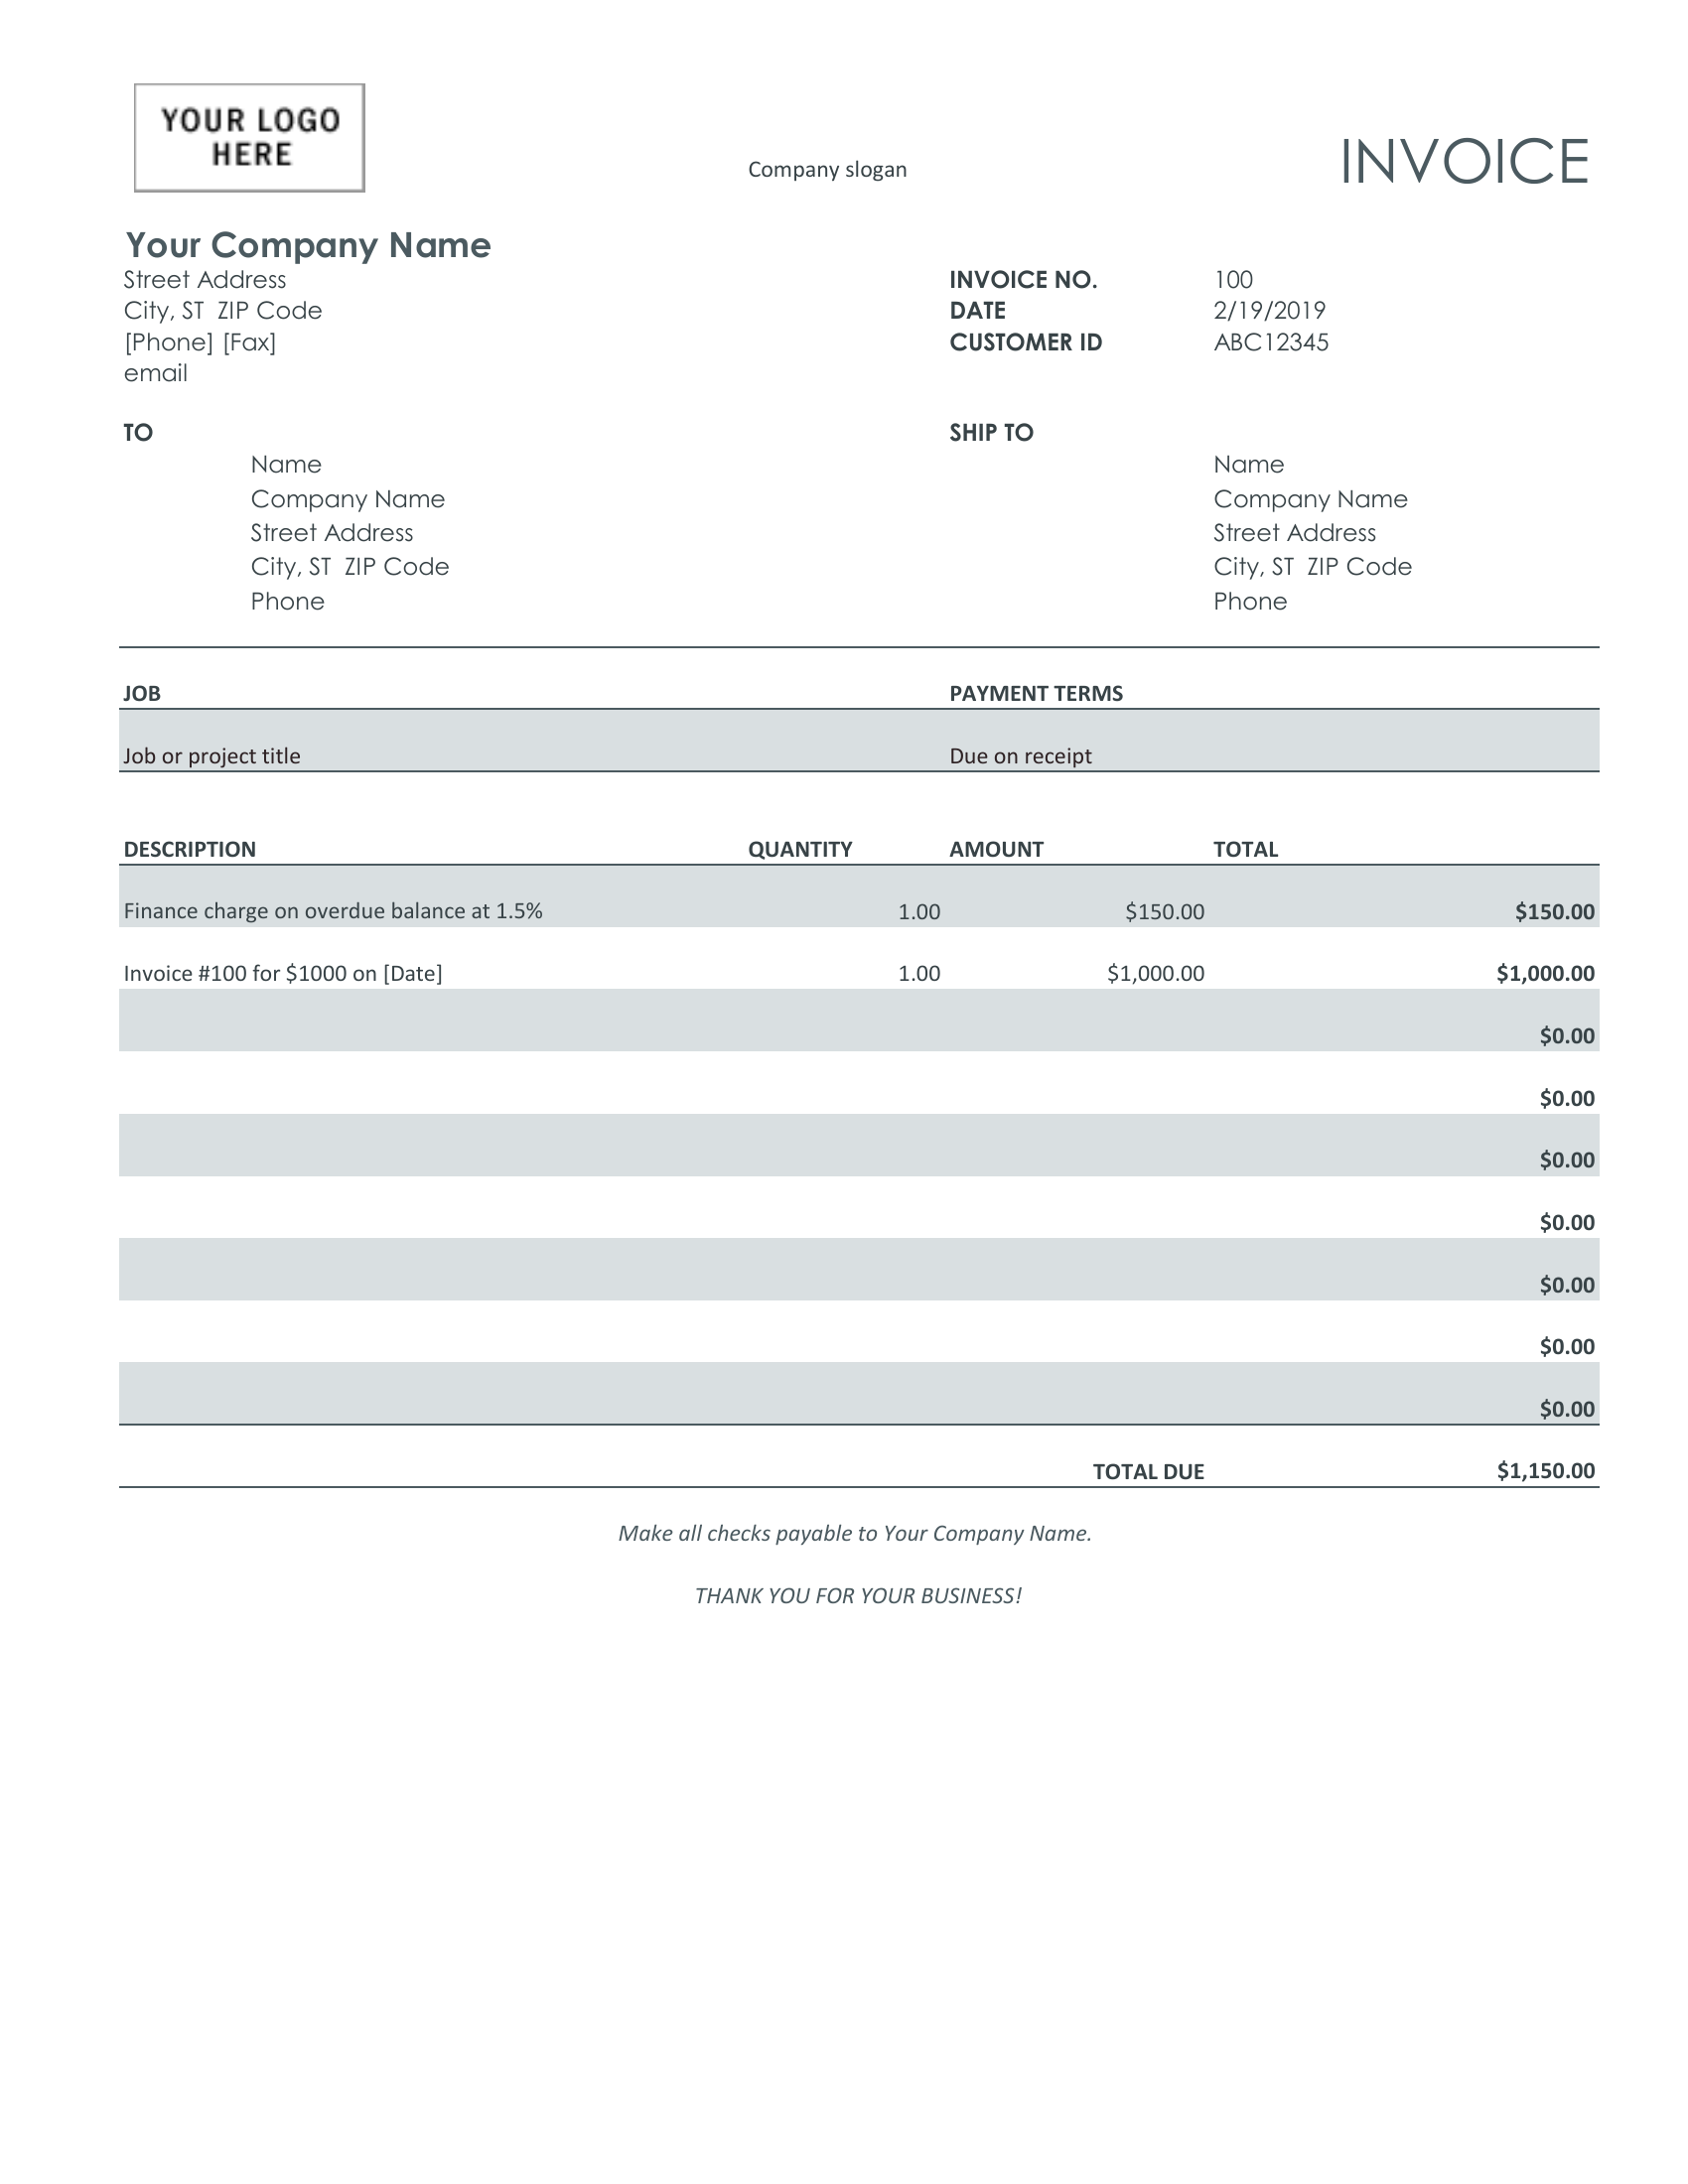 YOUR LOGO
HERE
Company slogan
INVOICE
Your Company Name
Street Address
City, ST  ZIP Code
[Phone] [Fax]
email
INVOICE NO. 100
DATE 2/19/2019
CUSTOMER ID ABC12345
TO
Name
Company Name
Street Address
City, ST  ZIP Code
Phone
SHIP TO
Name
Company Name
Street Address
City, ST  ZIP Code
Phone
JOB PAYMENT TERMS
Job or project title Due on receipt
DESCRIPTION QUANTITY AMOUNT TOTAL
Finance charge on overdue balance at 1.5% 1.00 $150.00 $150.00
Invoice #100 for $1000 on [Date] 1.00 $1,000.00 $1,000.00
$0.00
$0.00
$0.00
$0.00
$0.00
$0.00
$0.00
TOTAL DUE $1,150.00
Make all checks payable to Your Company Name.
THANK YOU FOR YOUR BUSINESS!